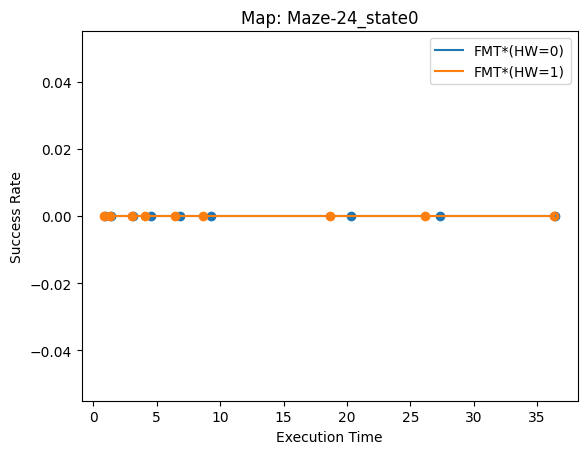 Map: Maze-24_state0
FMT*(HW=0)
FMT*(HW=1)
Success Rate
0.04
0.02
0.00
−0.02
−0.04
0 5 10 15 20 25 30 35
Execution Time